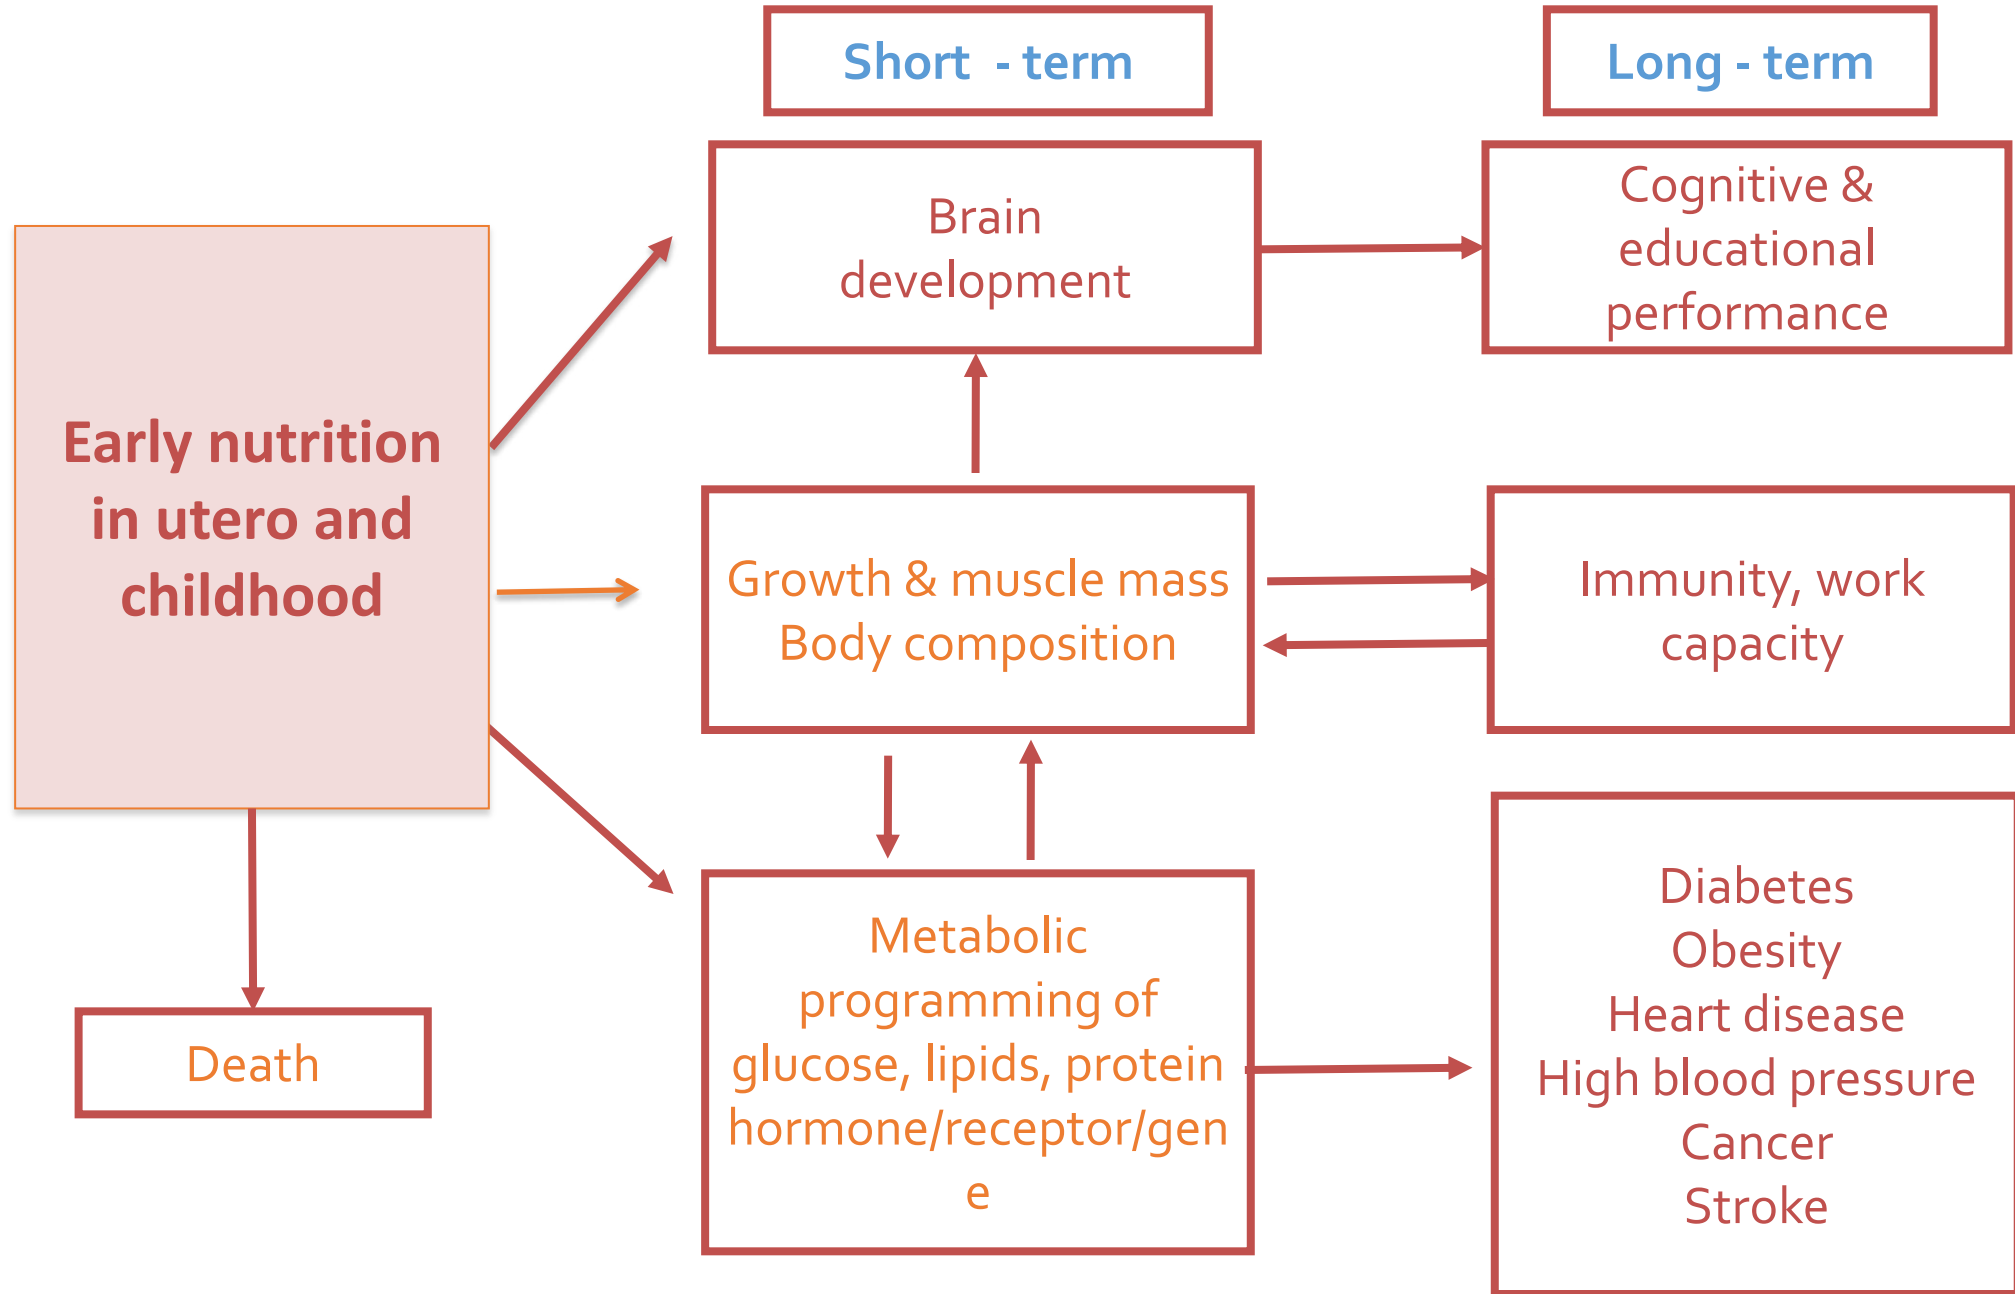 Short - term
Long - term
Brain
development
Cognitive &
educational
performance
Early nutrition
in utero and
childhood
Growth & muscle mass
Body composition
Immunity, work
capacity
Death
Metabolic
programming of
glucose, lipids, protein
hormone/receptor/gen
e
Diabetes
Obesity
Heart disease
High blood pressure
Cancer
Stroke